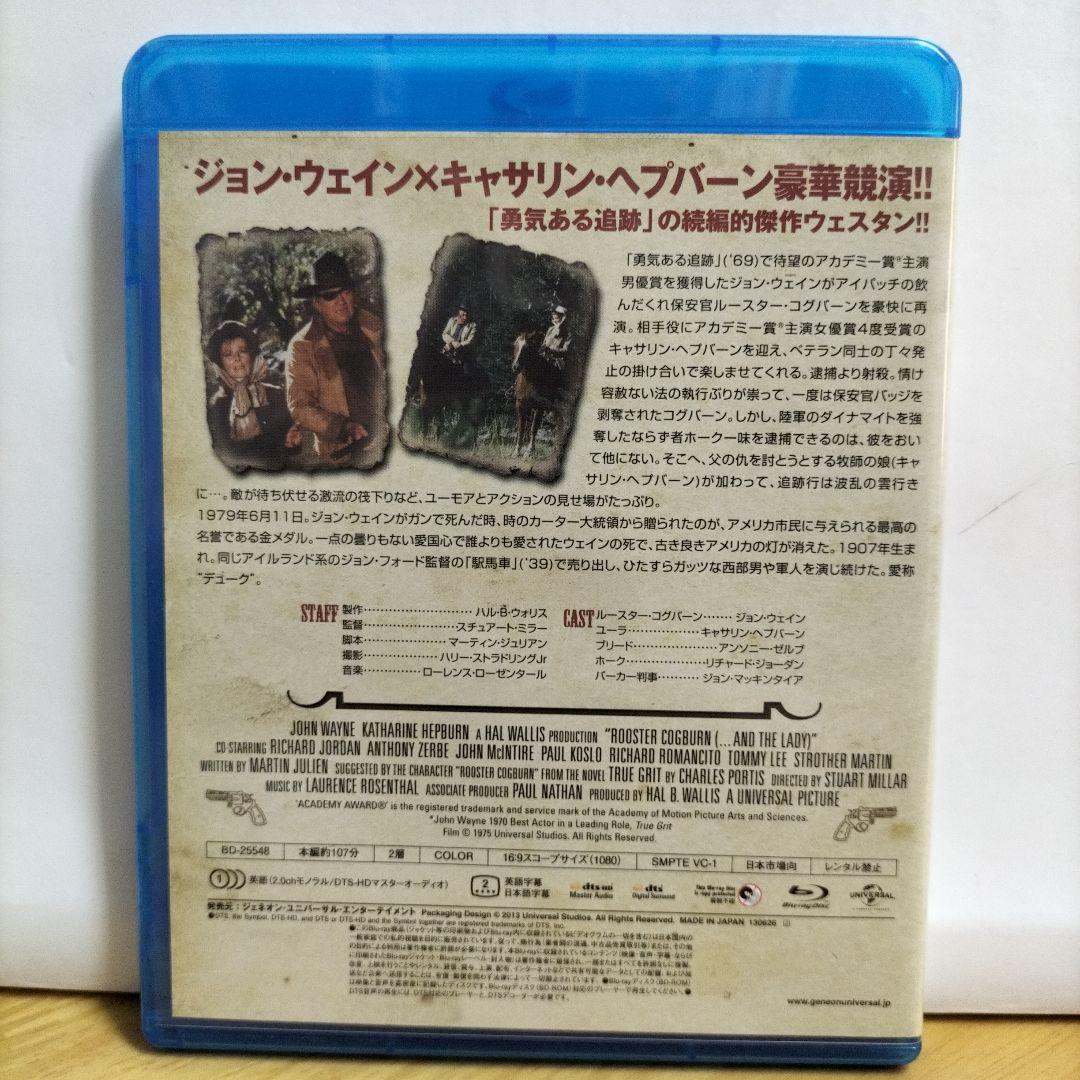 ジョン・ウェイン×キャサリン・ヘプバーン豪華競演!!
「勇気ある追跡」の続編的傑作ウェスタン!!
「勇気ある追跡」('69)で待望のアカデミー賞®主演
男優賞を獲得したジョン・ウェインがアイパッチの飲
んだくれ保安官ルースター・コグバーンを豪快に再
演。相手役にアカデミー賞®主演女優賞4度受賞の
キャサリン・ヘプバーンを迎え、ベテラン同士の丁々発
止の掛け合いで楽しませてくれる。逮捕より射殺。情け
容赦ない法の執行ぶりが祟って、一度は保安官バッジを
剥奪されたコグバーン。しかし、陸軍のダイナマイトを強
奪したならず者ホーク一味を逮捕できるのは、彼をおい
て他にない。そこへ、父の仇を討とうとする牧師の娘(キャ
サリン・ヘプバーン)が加わって、追跡行は波乱の雲行き
に…。敵が待ち伏せる激流の筏下りなど、ユーモアとアクションの見せ場がたっぷり。
1979年6月11日。ジョン・ウェインがガンで死んだ時、時のカーター大統領から贈られたのが、アメリカ市民に与えられる最高の
名誉である金メダル。一点の曇りもない愛国心で誰よりも愛されたウェインの死で、古き良きアメリカの灯が消えた。1907年生ま
れ。同じアイルランド系のジョン・フォード監督の「駅馬車」('39)で売り出し、ひたすらガッツな西部男や軍人を演じ続けた。愛称
"デューク"。
STAFF 製作・・・・・・ハル・B・ウォリス
監督・・・・・・スチュアート・ミラー
脚本・・・・・・マーティン・ジュリアン
撮影・・・・・・ハリー・ストラドリングJr
音楽・・・・・・ローレンス・ローゼンタール
CAST ルースター・コグバーン・・・・・・ジョン・ウェイン
ユーラ・・・・・・キャサリン・ヘプバーン
ブリード・・・・・・アンソニー・ゼルブ
ホーク・・・・・・リチャード・ジョーダン
パーカー判事・・・・・・ジョン・マッキンタイア
JOHN WAYNE KATHARINE HEPBURN A HAL WALLIS PRODUCTION "ROOSTER COGBURN (...AND THE LADY)"
CO-STARRING RICHARD JORDAN ANTHONY ZERBE JOHN McINTIRE PAUL KOSLO RICHARD ROMANCITO TOMMY LEE STROTHER MARTIN
WRITTEN BY MARTIN JULIEN SUGGESTED BY THE CHARACTER "ROOSTER COGBURN" FROM THE NOVEL TRUE GRIT BY CHARLES PORTIS DIRECTED BY STUART MILLAR
MUSIC BY LAURENCE ROSENTHAL ASSOCIATE PRODUCER PAUL NATHAN PRODUCED BY HAL B. WALLIS A UNIVERSAL PICTURE
'ACADEMY AWARD®' is the registered trademark and service mark of the Academy of Motion Picture Arts and Sciences.
*John Wayne 1970 Best Actor in a Leading Role, True Grit
Film © 1975 Universal Studios. All Rights Reserved.
BD-25548 本編約107分 2層 COLOR 16:9スコープサイズ(1080) SMPTE VC-1 日本市場向 レンタル禁止
1 英語(2.0chモノラル/DTS-HDマスターオーディオ) 2 英語字幕 日本語字幕 dts-HD Master Audio dts Digital Surround This Blu-ray Disc is copy protected 複製不能 Blu-ray Disc UNIVERSAL
発売元:ジェネオン・ユニバーサル・エンターテイメント Packaging Design © 2013 Universal Studios. All Rights Reserved. MADE IN JAPAN 130626
●DTS, the Symbol, DTS-HD, and DTS or DTS-HD and the Symbol together are registered trademarks of DTS, Inc.
www.geneonuniversal.jp